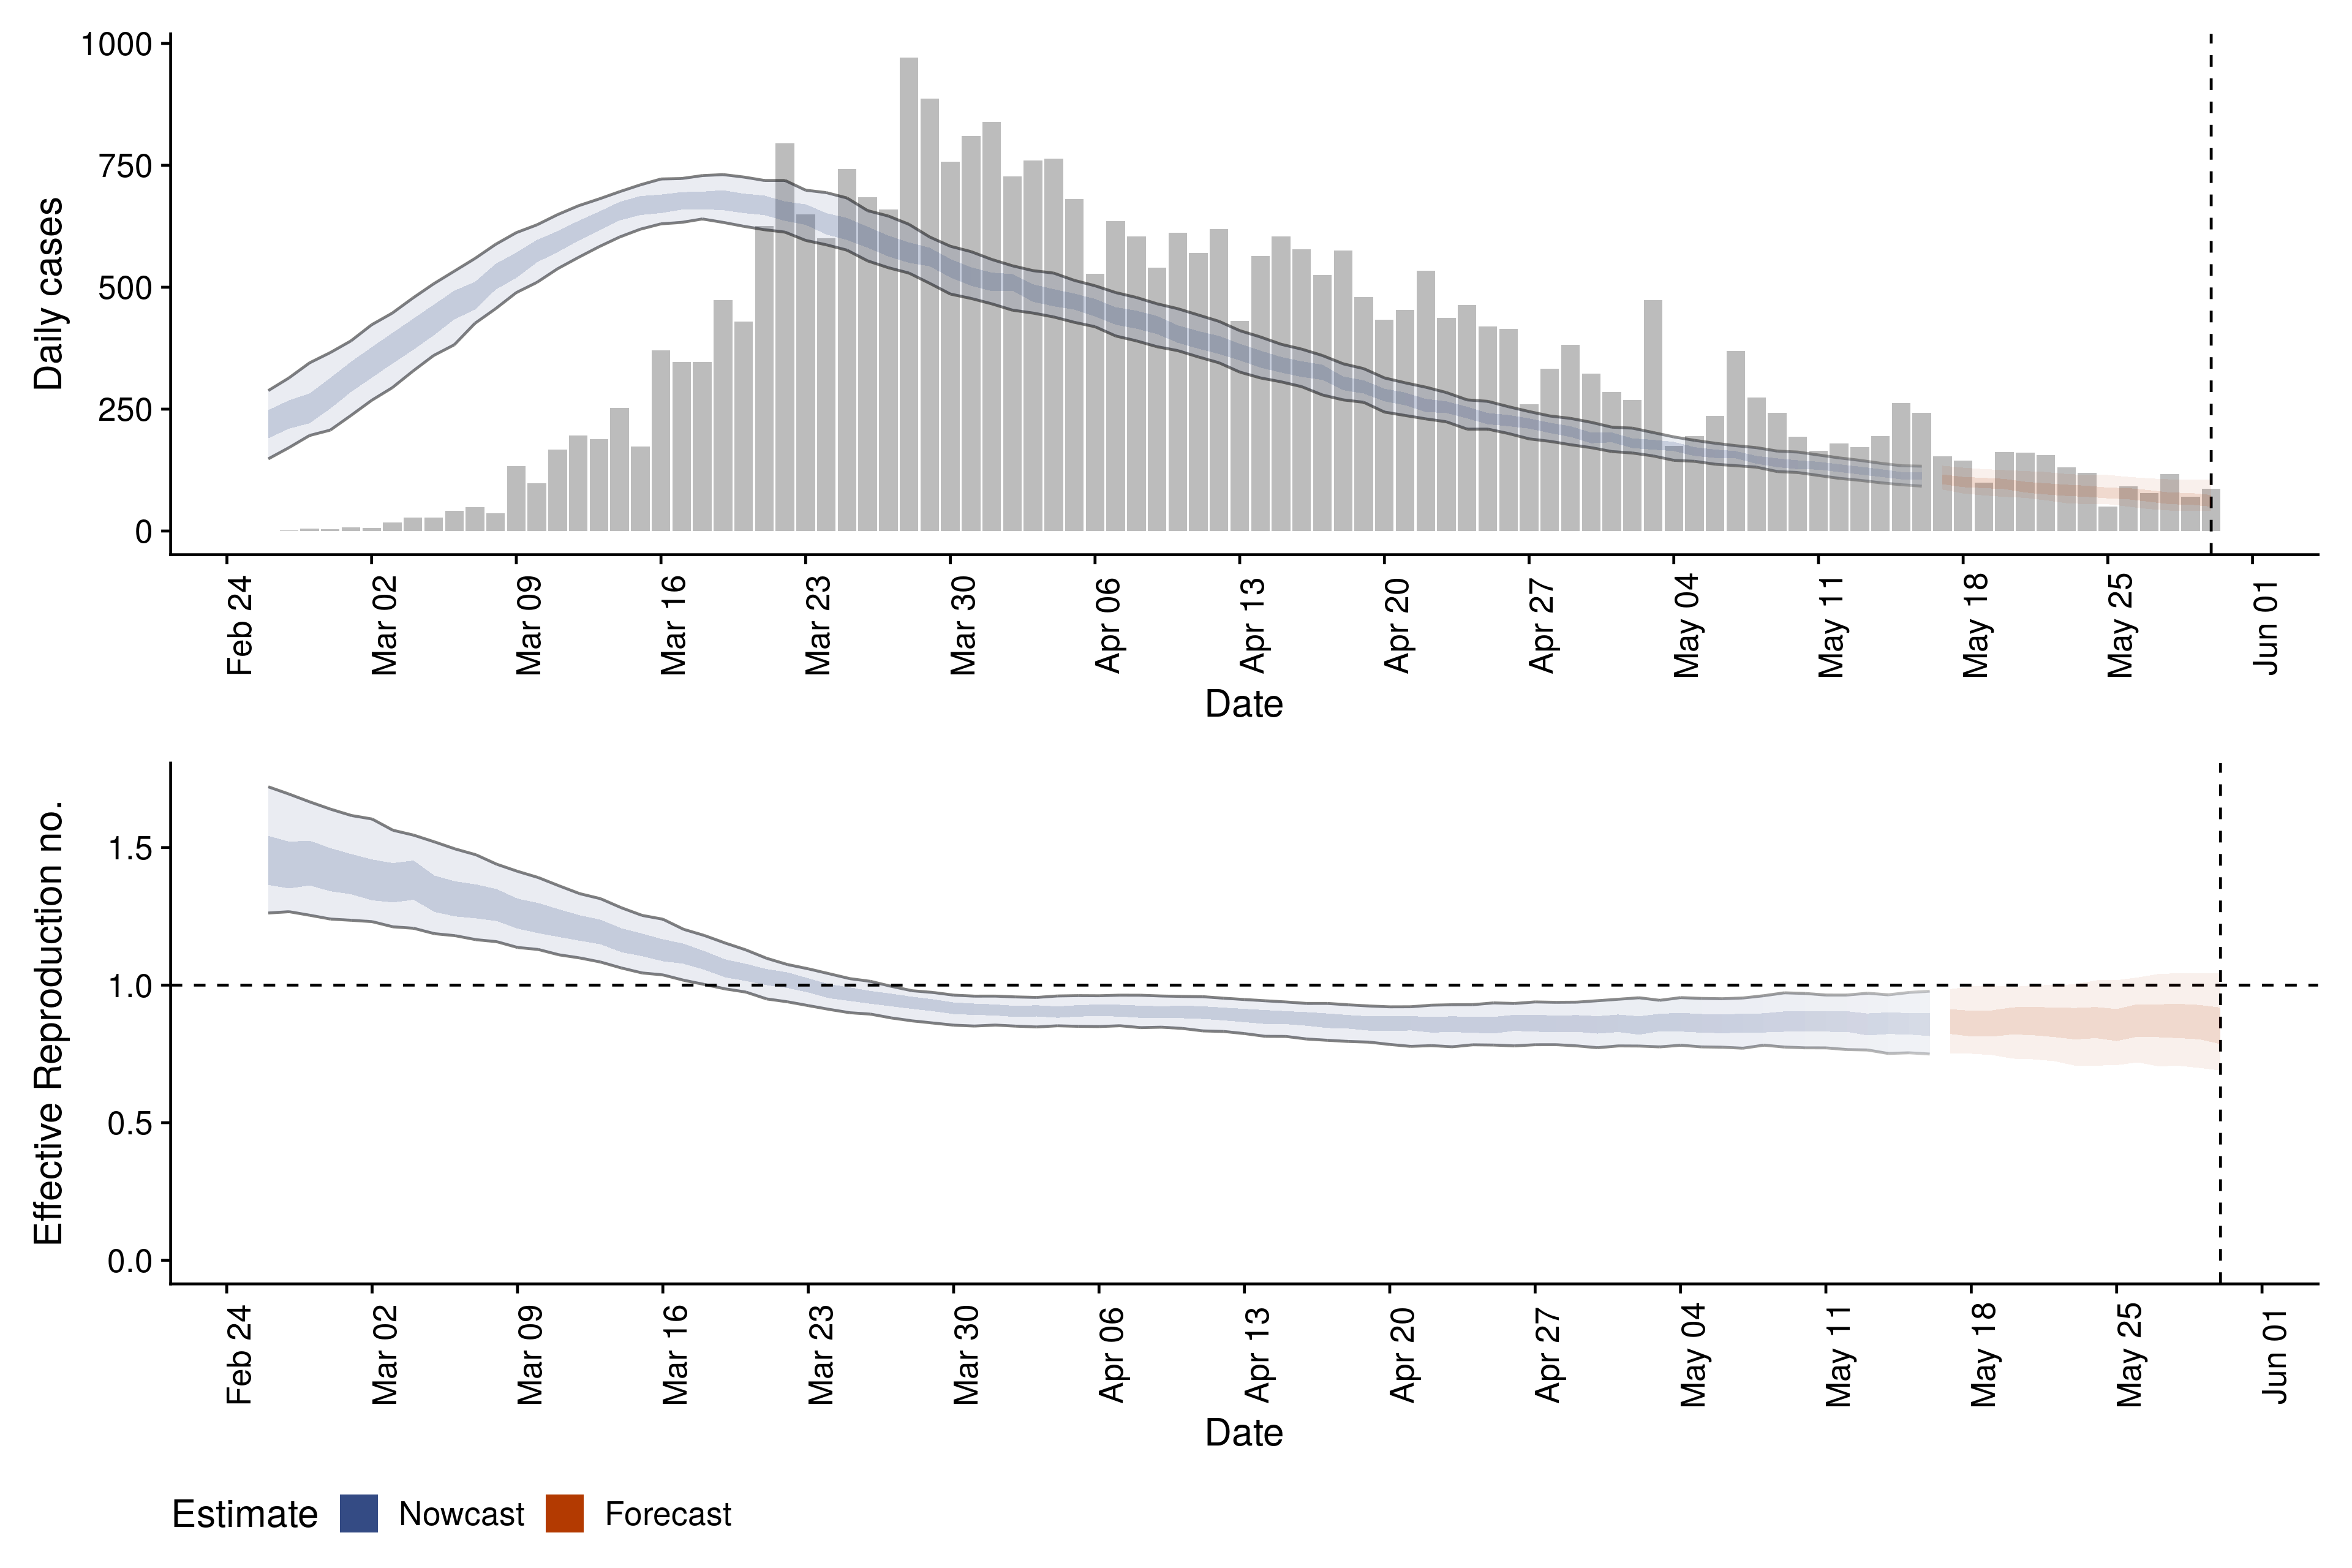 Daily cases
1000
750
500
250
0
Feb 24
Mar 02
Mar 09
Mar 16
Mar 23
Mar 30
Apr 06
Apr 13
Apr 20
Apr 27
May 04
May 11
May 18
May 25
Jun 01
Date
Effective Reproduction no.
1.5
1.0
0.5
0.0
Feb 24
Mar 02
Mar 09
Mar 16
Mar 23
Mar 30
Apr 06
Apr 13
Apr 20
Apr 27
May 04
May 11
May 18
May 25
Jun 01
Date
Estimate Nowcast Forecast